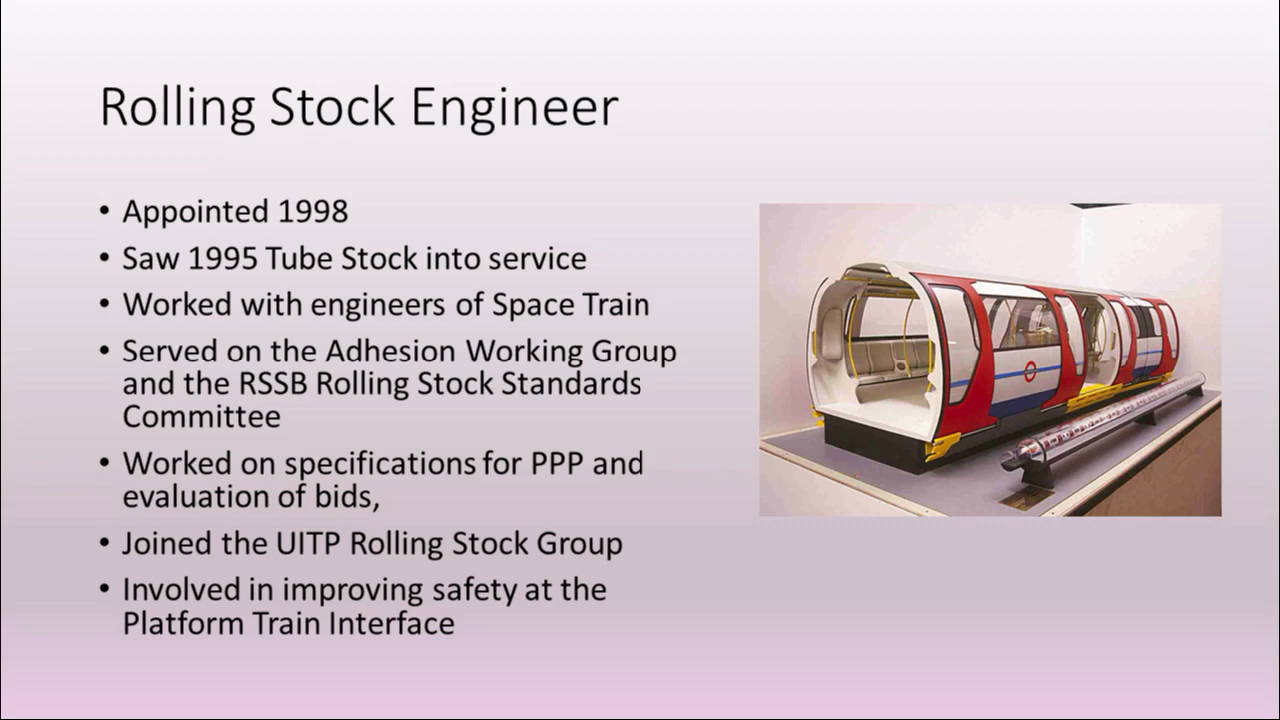 Rolling Stock Engineer
• Appointed 1998
• Saw 1995 Tube Stock into service
• Worked with engineers of Space Train
• Served on the Adhesion Working Group
and the RSSB Rolling Stock Standards
Committee
• Worked on specifications for PPP and
evaluation of bids,
• Joined the UITP Rolling Stock Group
• Involved in improving safety at the
Platform Train Interface